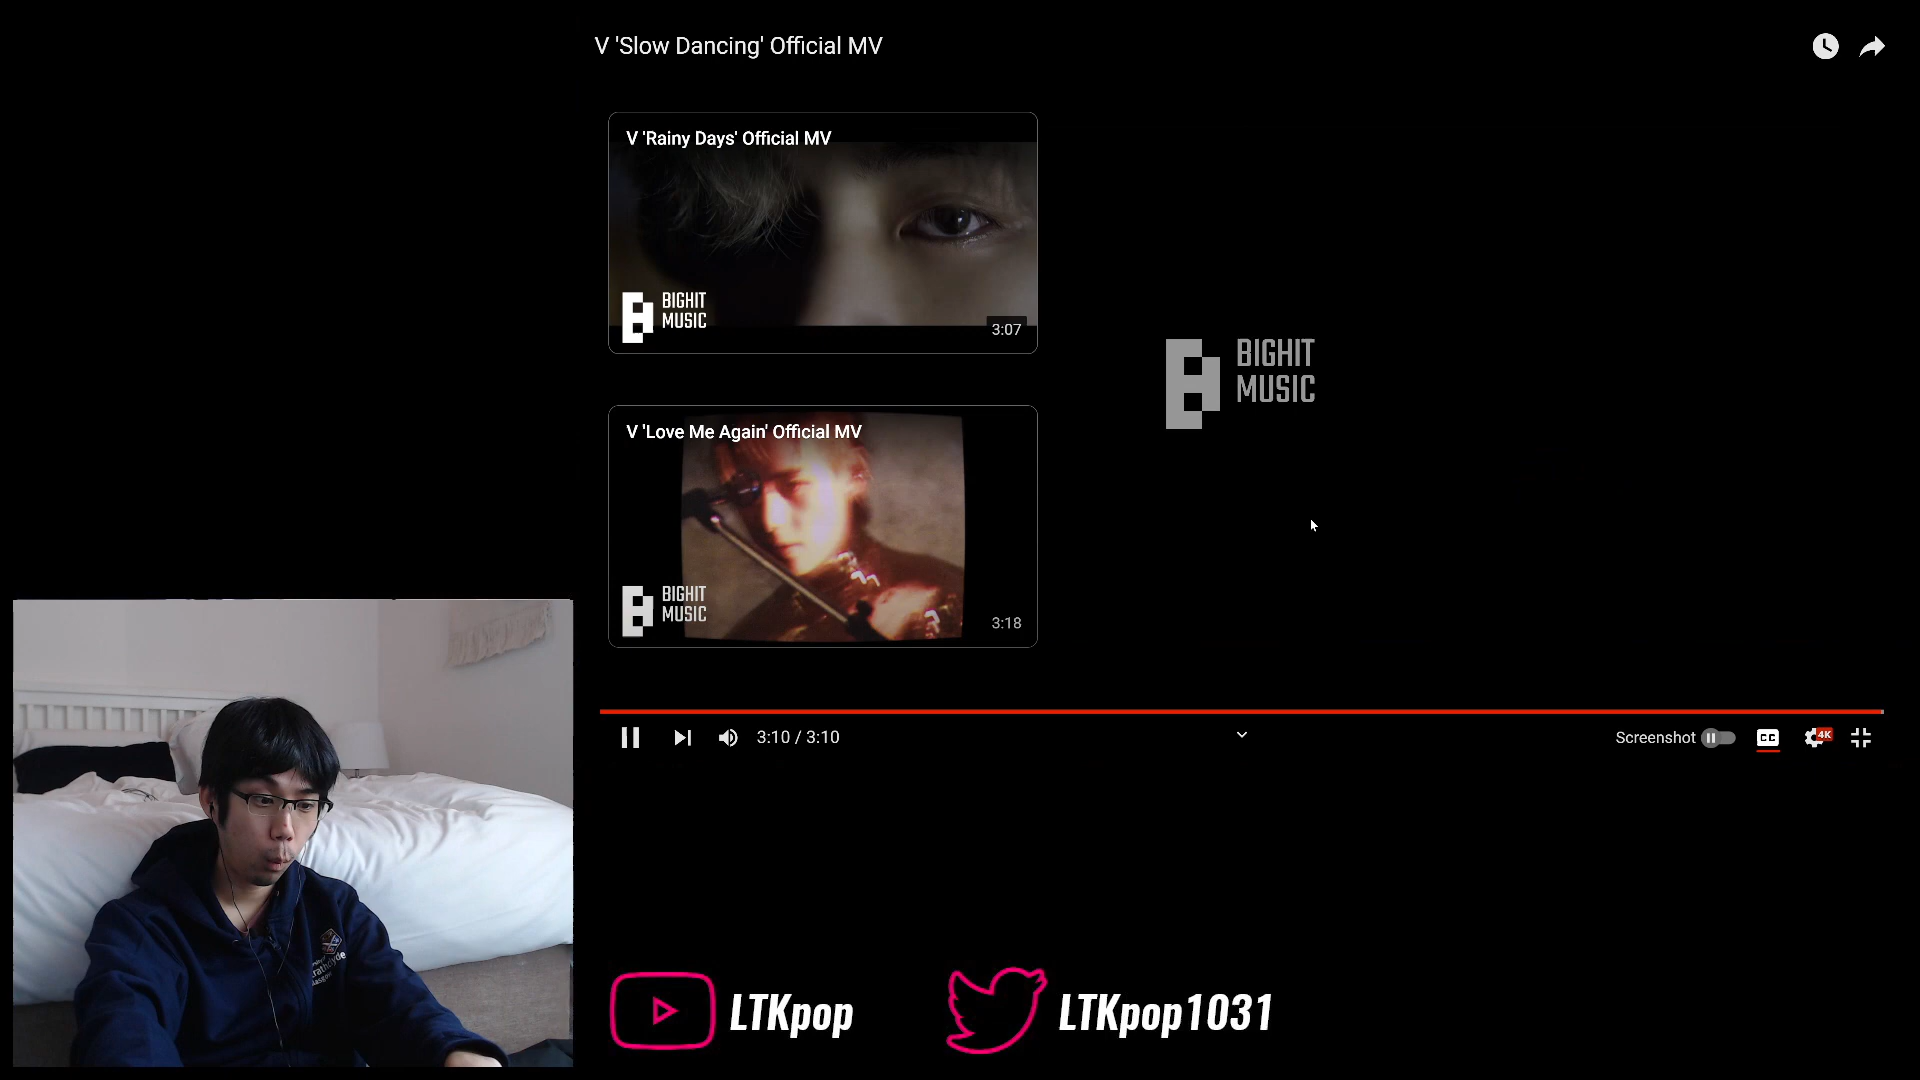 V 'Slow Dancing' Official MV
V 'Rainy Days' Official MV
BIGHIT
MUSIC
3:07
BIGHIT
MUSIC
V 'Love Me Again' Official MV
BIGHIT
MUSIC
3:18
3:10 / 3:10
Screenshot
CC
4K
LTKpop
LTKpop1031